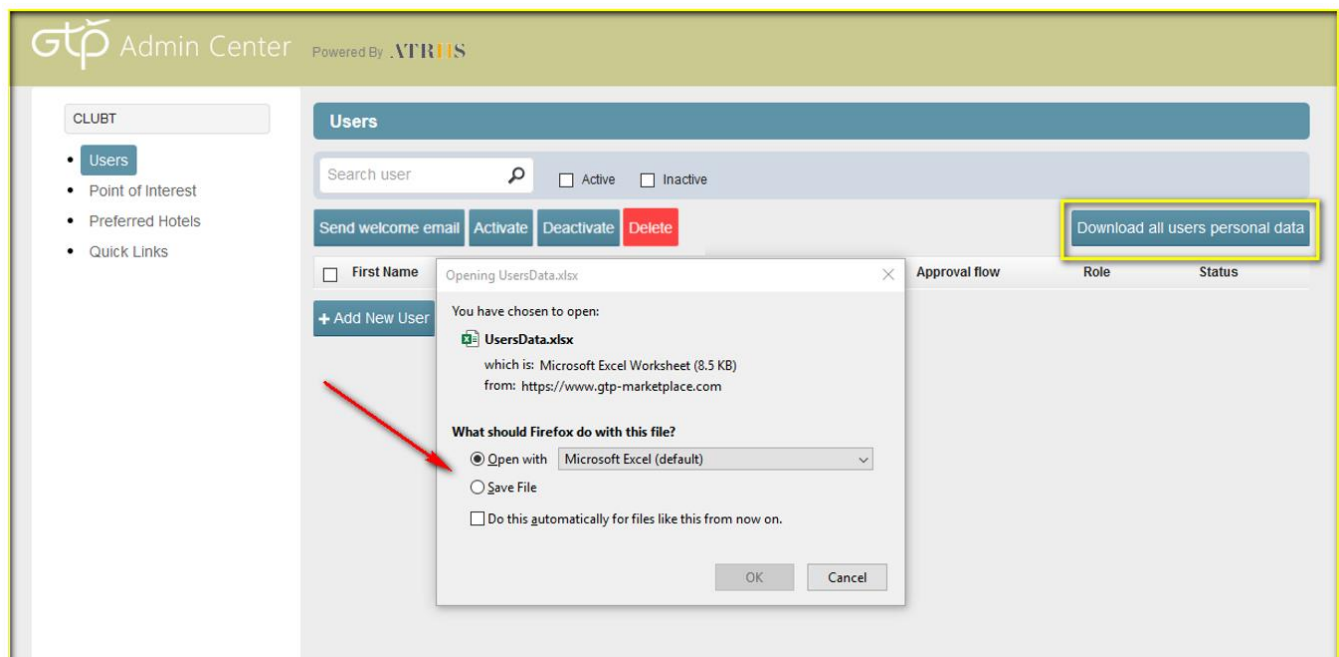 gtp Admin Center Powered By ATRIIS
CLUBT
Users
Point of Interest
Preferred Hotels
Quick Links
Users
Search user
Active
Inactive
Send welcome email
Activate
Deactivate
Delete
Download all users personal data
First Name
Approval flow
Role
Status
+ Add New User
Opening UsersData.xlsx
You have chosen to open:
UsersData.xlsx
which is: Microsoft Excel Worksheet (8.5 KB)
from: https://www.gtp-marketplace.com
What should Firefox do with this file?
Open with Microsoft Excel (default)
Save File
Do this automatically for files like this from now on.
OK
Cancel